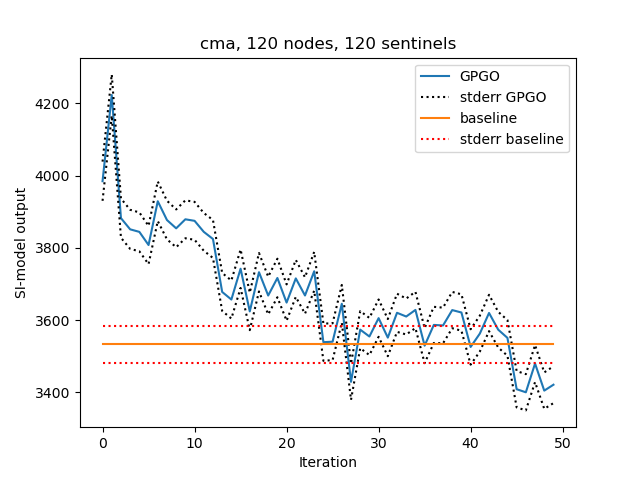 cma, 120 nodes, 120 sentinels
GPGO
stderr GPGO
baseline
stderr baseline
SI-model output
4200
4000
3800
3600
3400
0 10 20 30 40 50
Iteration